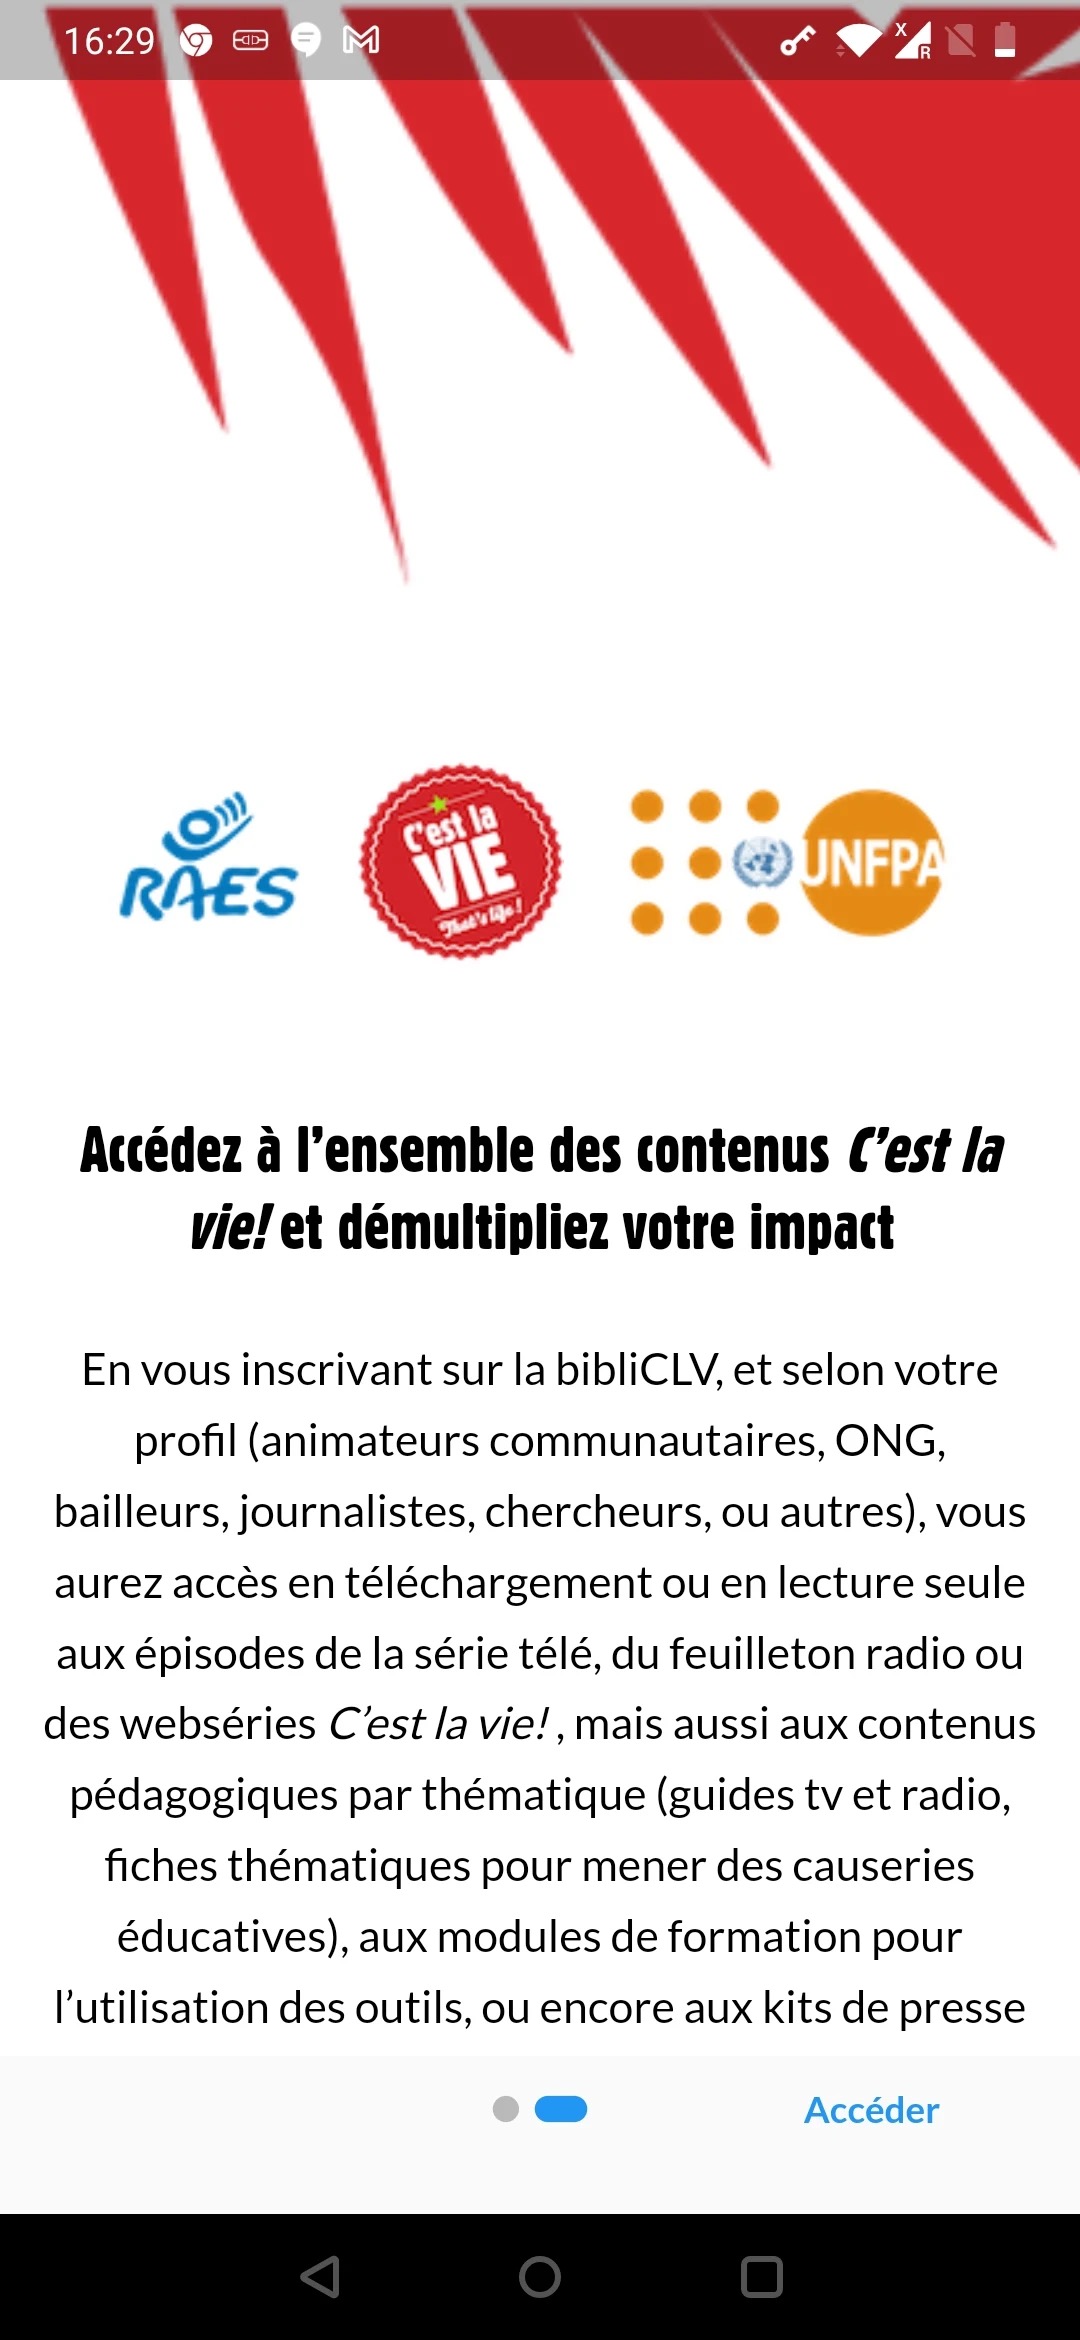 16:29
X
R
RAES
C'est la
VIE
That's life!
UNFPA
Accédez à l’ensemble des contenus C’est la
vie! et démultipliez votre impact
En vous inscrivant sur la bibliCLV, et selon votre
profil (animateurs communautaires, ONG,
bailleurs, journalistes, chercheurs, ou autres), vous
aurez accès en téléchargement ou en lecture seule
aux épisodes de la série télé, du feuilleton radio ou
des webséries C’est la vie! , mais aussi aux contenus
pédagogiques par thématique (guides tv et radio,
fiches thématiques pour mener des causeries
éducatives), aux modules de formation pour
l’utilisation des outils, ou encore aux kits de presse
Accéder